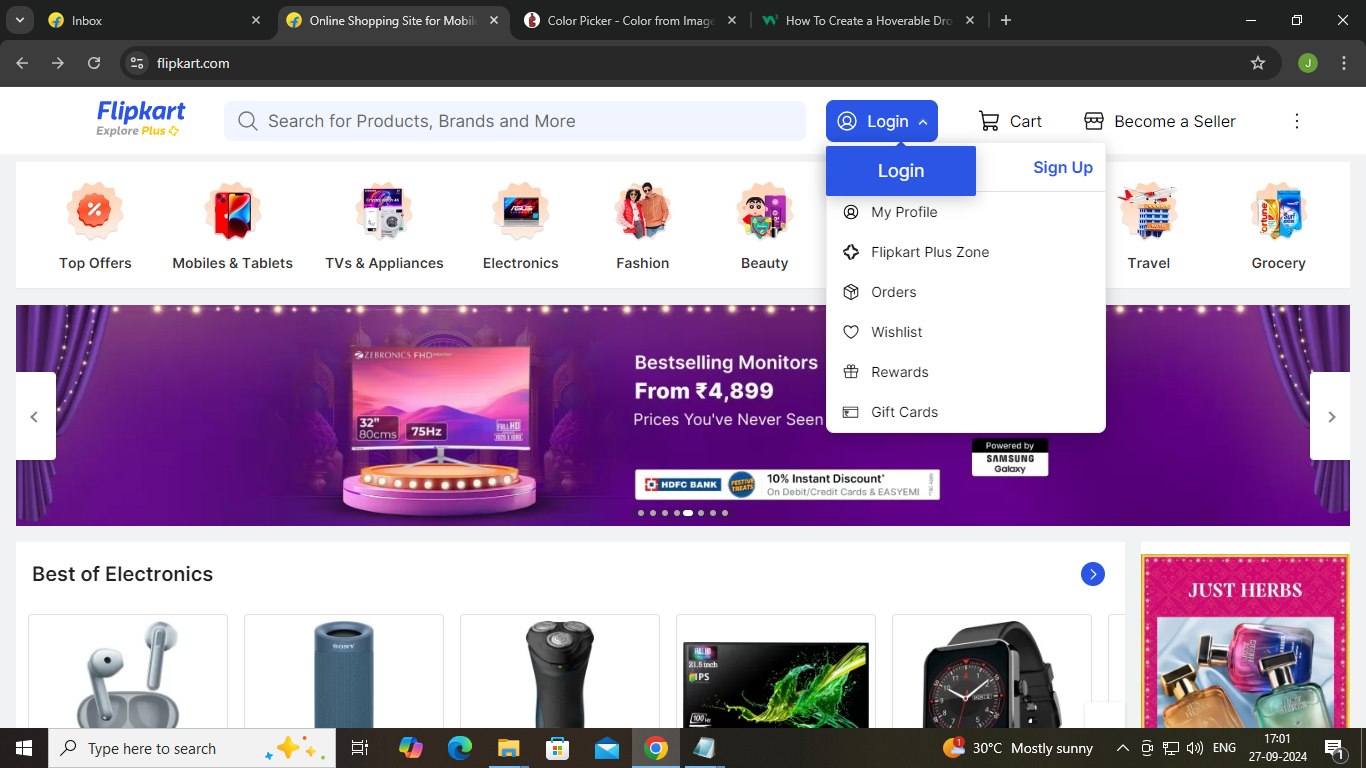 Inbox
Online Shopping Site for Mobil
Color Picker - Color from Image
How To Create a Hoverable Dro
flipkart.com
J
Flipkart
Explore Plus
Search for Products, Brands and More
Login
Cart
Become a Seller
Login
Sign Up
My Profile
Flipkart Plus Zone
Orders
Wishlist
Rewards
Gift Cards
Top Offers
Mobiles & Tablets
TVs & Appliances
Electronics
Fashion
Beauty
Travel
Grocery
ZEBRONICS FHD Monitor
32"
80cms
75Hz
FULL HD
Bestselling Monitors
From ₹4,899
Prices You've Never Seen
HDFC BANK
FESTIVE
TREATS
10% Instant Discount*
On Debit/Credit Cards & EASYEMI
Powered by
SAMSUNG
Galaxy
Best of Electronics
SONY
21.5 inch
IPS
100 Hz
JUST HERBS
Type here to search
1
30°C Mostly sunny
ENG
17:01
27-09-2024
1